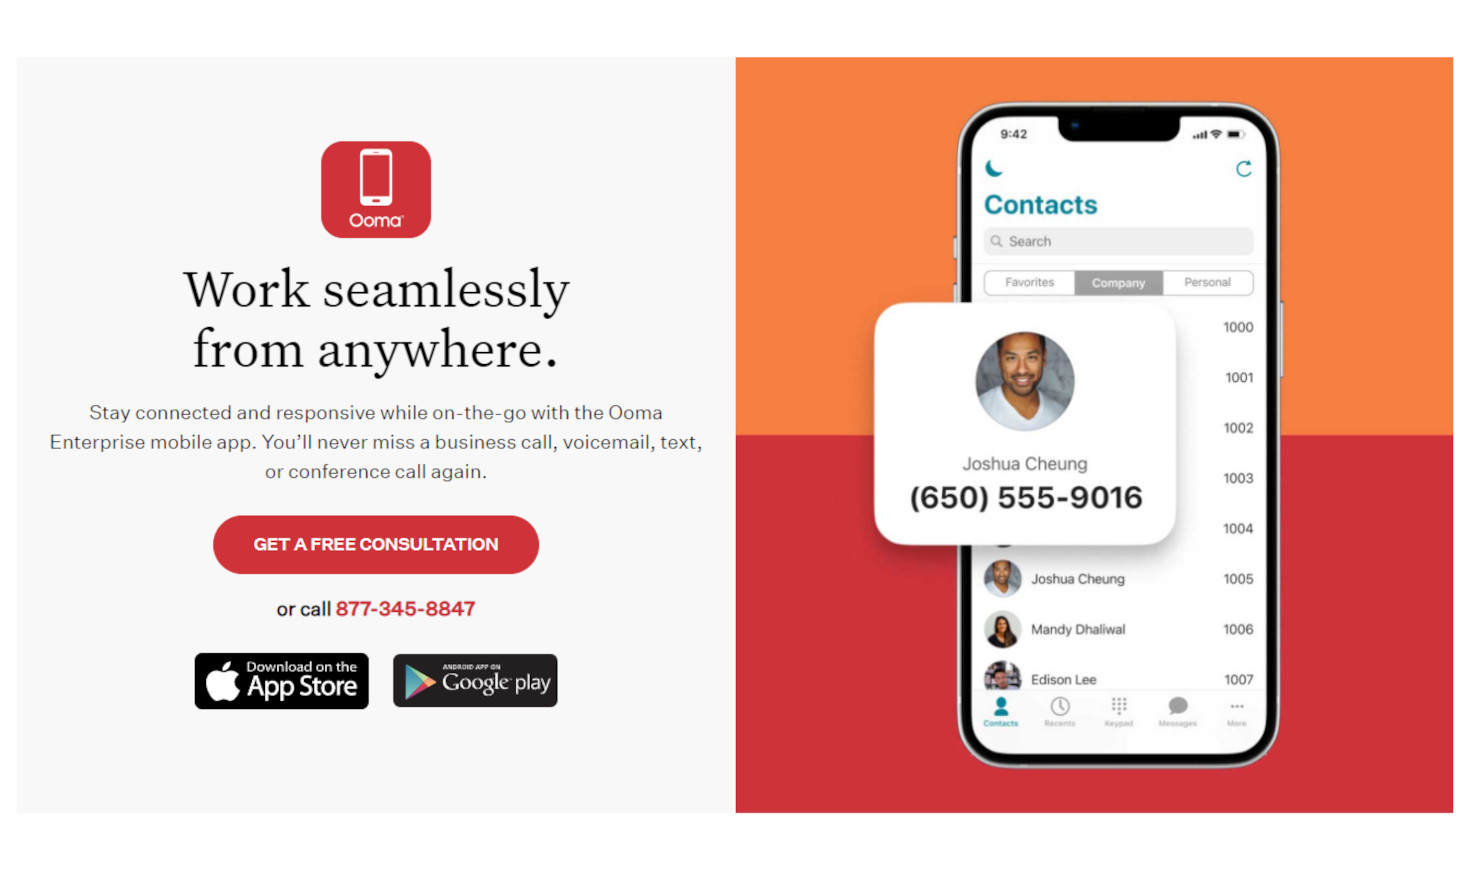 Ooma
Work seamlessly
from anywhere.
Stay connected and responsive while on-the-go with the Ooma
Enterprise mobile app. You’ll never miss a business call, voicemail, text,
or conference call again.
GET A FREE CONSULTATION
or call 877-345-8847
Download on the
App Store
ANDROID APP ON
Google play
9:42
Contacts
Search
Favorites Company Personal
1000
1001
1002
1003
1004
Joshua Cheung
(650) 555-9016
Joshua Cheung 1005
Mandy Dhaliwal 1006
Edison Lee 1007
Contacts Recents Keypad Messages More